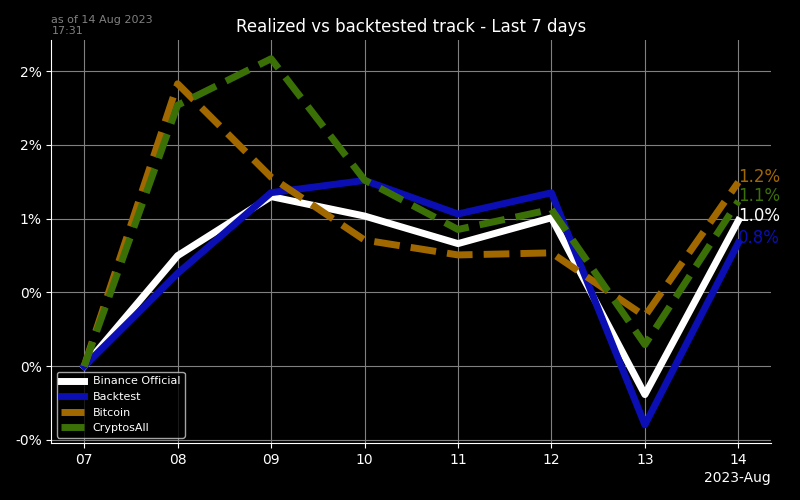 as of 14 Aug 2023
17:31
Realized vs backtested track - Last 7 days
2%
2%
1%
0%
0%
-0%
1.2%
1.1%
1.0%
0.8%
Binance Official
Backtest
Bitcoin
CryptosAll
07 08 09 10 11 12 13 14
2023-Aug